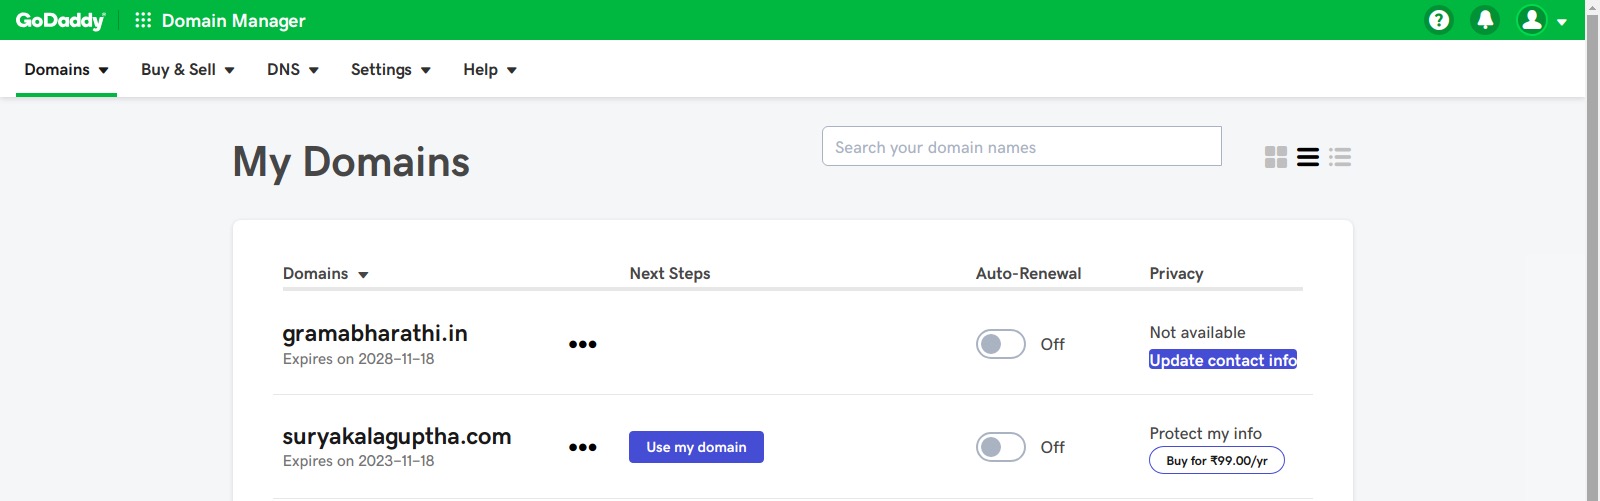 GoDaddy Domain Manager
Domains Buy & Sell DNS Settings Help
My Domains
Search your domain names
Domains Next Steps Auto-Renewal Privacy
gramabharathi.in
Expires on 2028-11-18
Off
Not available
Update contact info
suryakalaguptha.com
Expires on 2023-11-18
Use my domain
Off
Protect my info
Buy for ₹99.00/yr